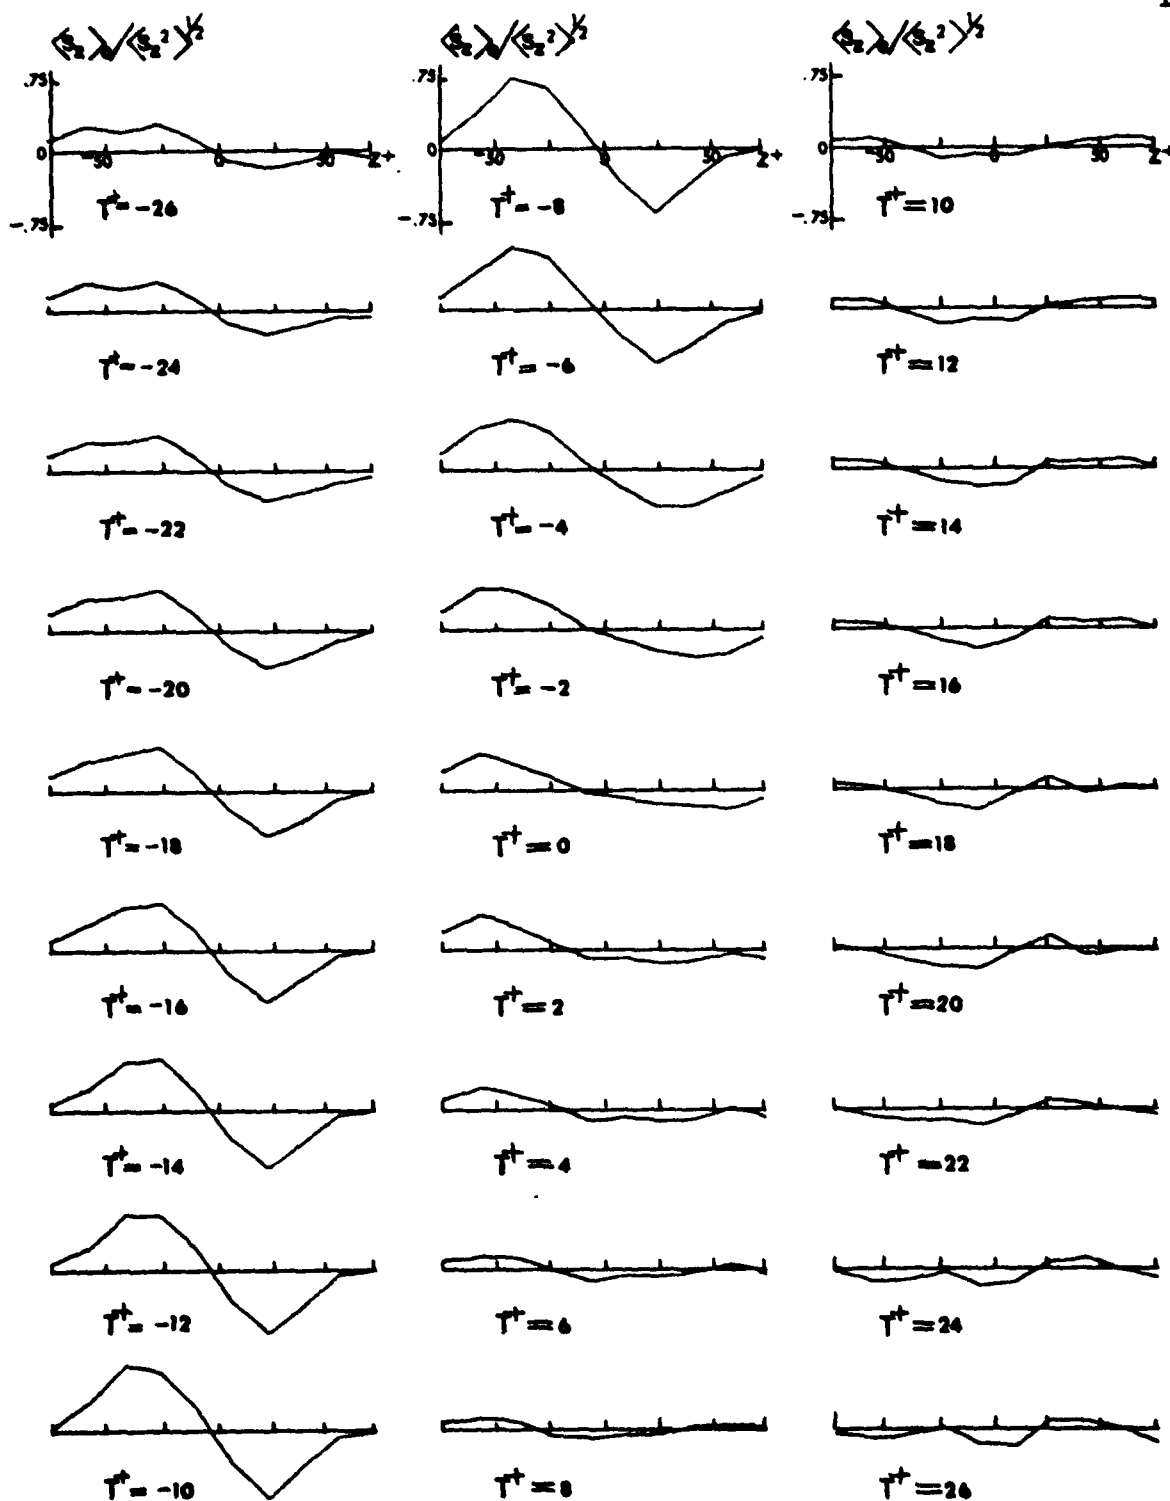 ⟨S_z⟩_e/⟨S_z²⟩^½
.75
0
-30
0
30
Z+
-.75
T⁺= -26
T⁺= -24
T⁺= -22
T⁺= -20
T⁺= -18
T⁺= -16
T⁺= -14
T⁺= -12
T⁺= -10
⟨S_z⟩_e/⟨S_z²⟩^½
.75
0
-30
0
30
Z+
-.75
T⁺= -8
T⁺= -6
T⁺= -4
T⁺= -2
T⁺= 0
T⁺= 2
T⁺= 4
T⁺= 6
T⁺= 8
⟨S_z⟩_e/⟨S_z²⟩^½
.75
0
-30
0
30
Z+
-.75
T⁺=10
T⁺=12
T⁺=14
T⁺=16
T⁺=18
T⁺=20
T⁺=22
T⁺=24
T⁺=26